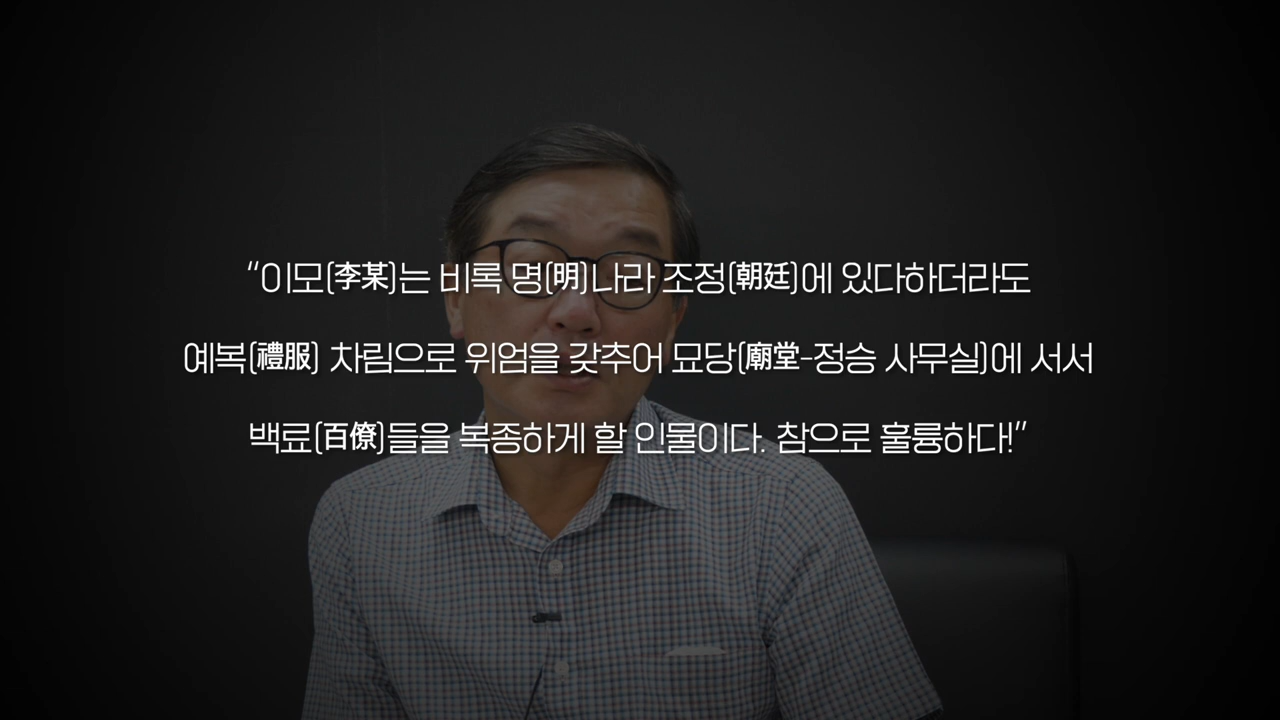 “이모(李某)는 비록 명(明)나라 조정(朝廷)에 있다하더라도
예복(禮服) 차림으로 위엄을 갖추어 묘당(廟堂-정승 사무실)에 서서
백료(百僚)들을 복종하게 할 인물이다. 참으로 훌륭하다!”